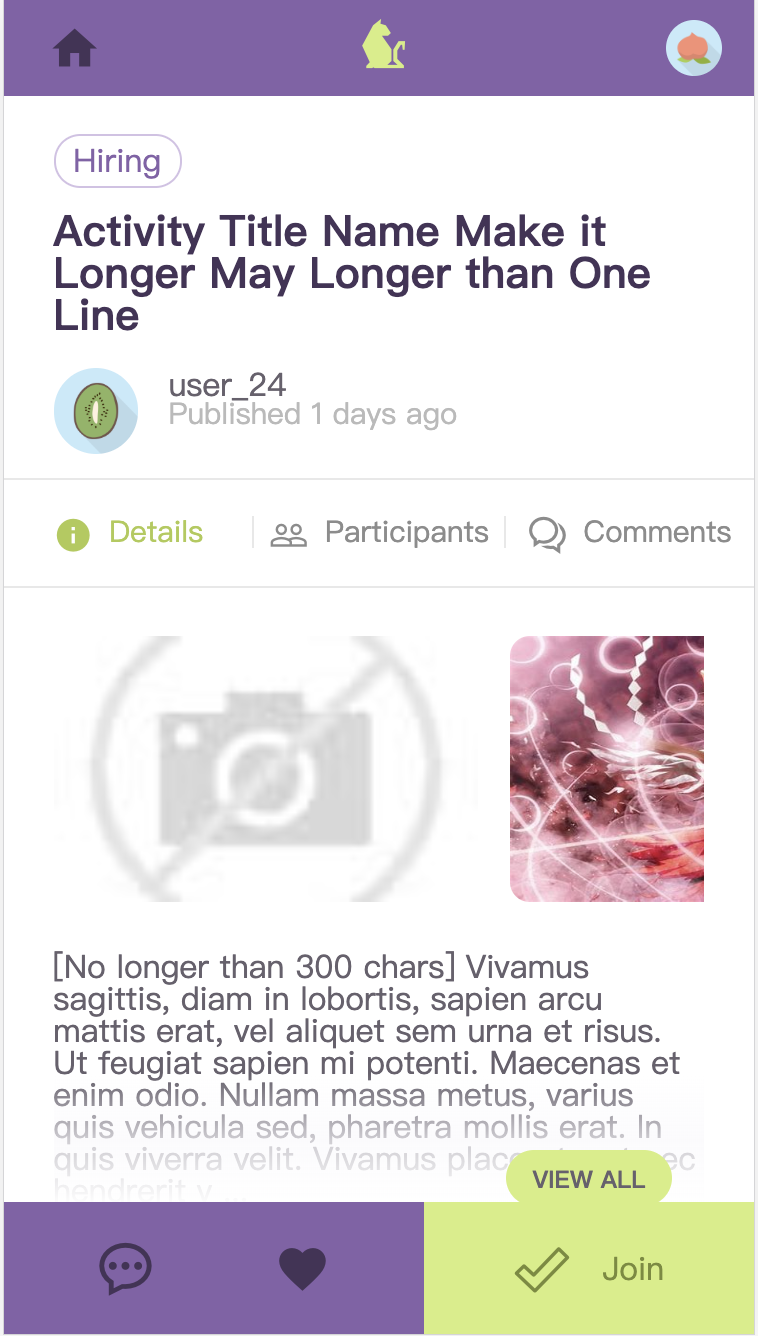 Hiring
Activity Title Name Make it
Longer May Longer than One
Line
user_24
Published 1 days ago
Details
Participants
Comments
[No longer than 300 chars] Vivamus
sagittis, diam in lobortis, sapien arcu
mattis erat, vel aliquet sem urna et risus.
Ut feugiat sapien mi potenti. Maecenas et
enim odio. Nullam massa metus, varius
quis vehicula sed, pharetra mollis erat. In
quis viverra velit. Vivamus
hendrerit v ...
VIEW ALL
Join